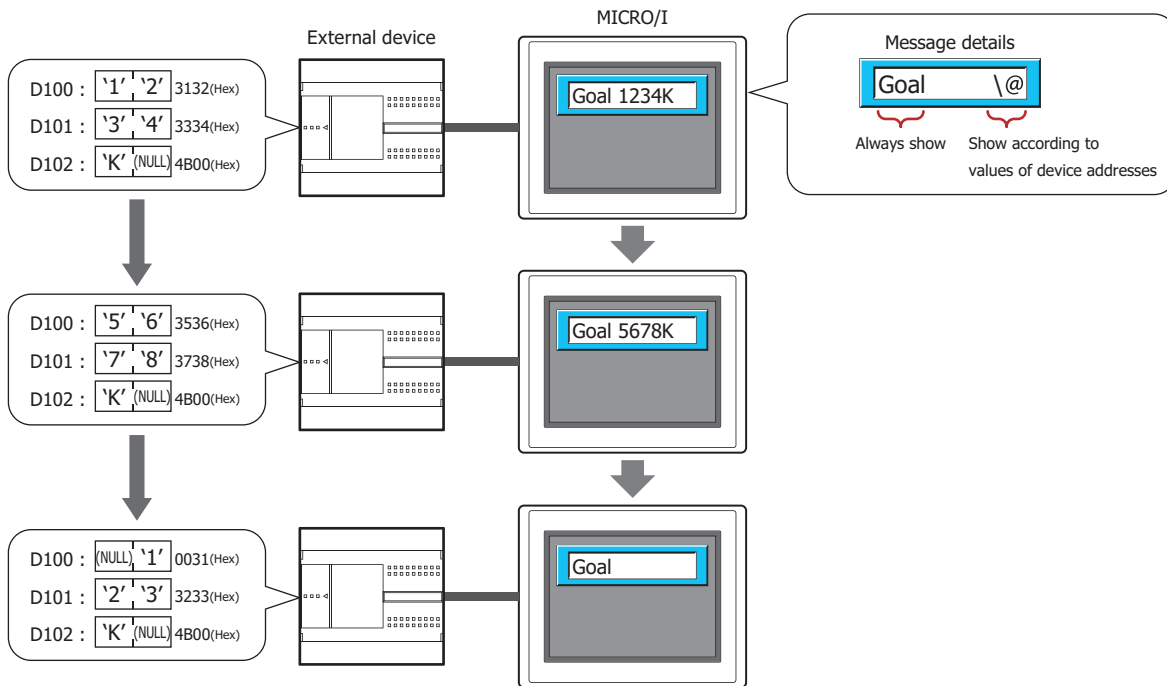 MICRO/I
External device
Message details
D100 : ‘1’ ‘2’ 3132(Hex)
D101 : ‘3’ ‘4’ 3334(Hex)
D102 : ‘K’ (NULL) 4B00(Hex)
Goal 1234K
Goal \@
Always show
Show according to
values of device addresses
D100 : ‘5’ ‘6’ 3536(Hex)
D101 : ‘7’ ‘8’ 3738(Hex)
D102 : ‘K’ (NULL) 4B00(Hex)
Goal 5678K
D100 : (NULL) ‘1’ 0031(Hex)
D101 : ‘2’ ‘3’ 3233(Hex)
D102 : ‘K’ (NULL) 4B00(Hex)
Goal